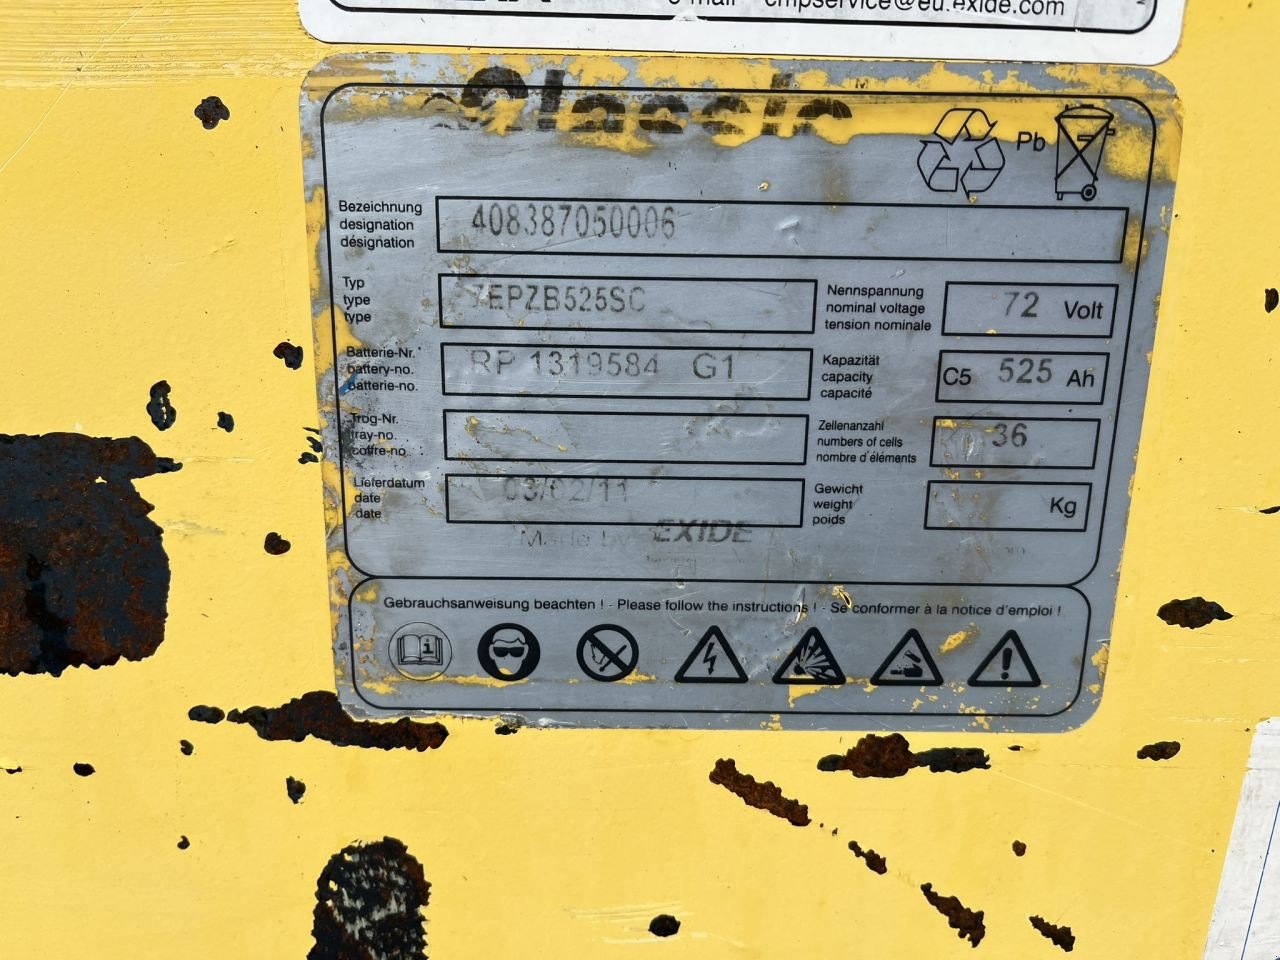 e-mail cmpservice@eu.exide.com
Classic
Pb
Bezeichnung
designation
désignation
408387050006
Typ
type
type
7EPZB525SC
Nennspannung
nominal voltage
tension nominale
72 Volt
Batterie-Nr.
battery-no.
batterie-no.
RP 1319584 G1
Kapazität
capacity
capacité
C5 525 Ah
Trog-Nr.
tray-no.
coffre-no.
Zellenanzahl
numbers of cells
nombre d'éléments
36
Lieferdatum
date
date
03/02/11
Gewicht
weight
poids
Kg
Made by EXIDE
Gebrauchsanweisung beachten ! - Please follow the instructions ! - Se conformer à la notice d'emploi !